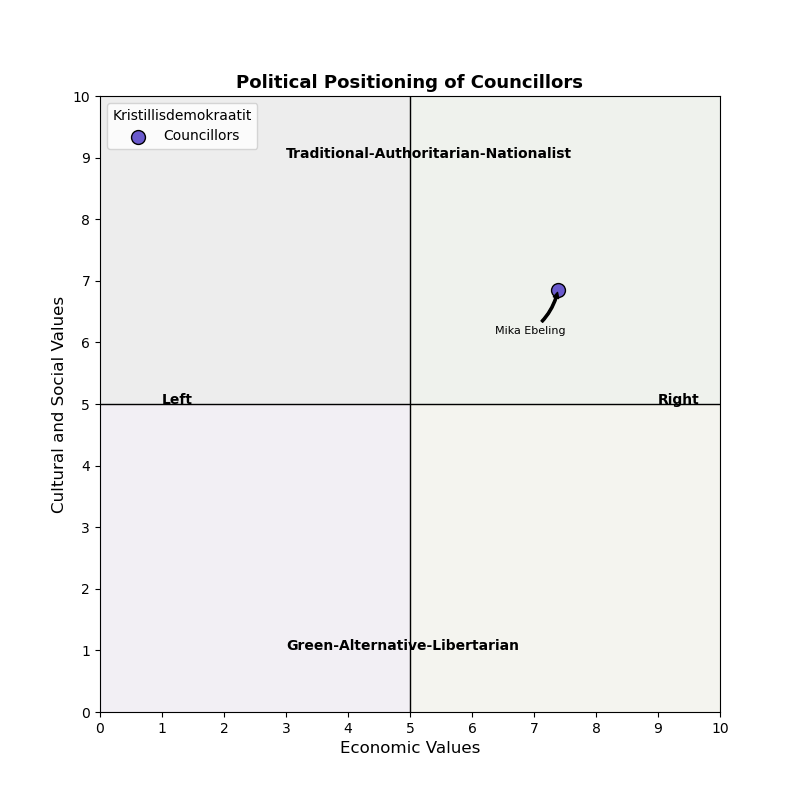 Political Positioning of Councillors
Kristillisdemokraatit
Councillors
Traditional-Authoritarian-Nationalist
Mika Ebeling
Left
Right
Green-Alternative-Libertarian
Cultural and Social Values
10
9
8
7
6
5
4
3
2
1
0
0 1 2 3 4 5 6 7 8 9 10
Economic Values